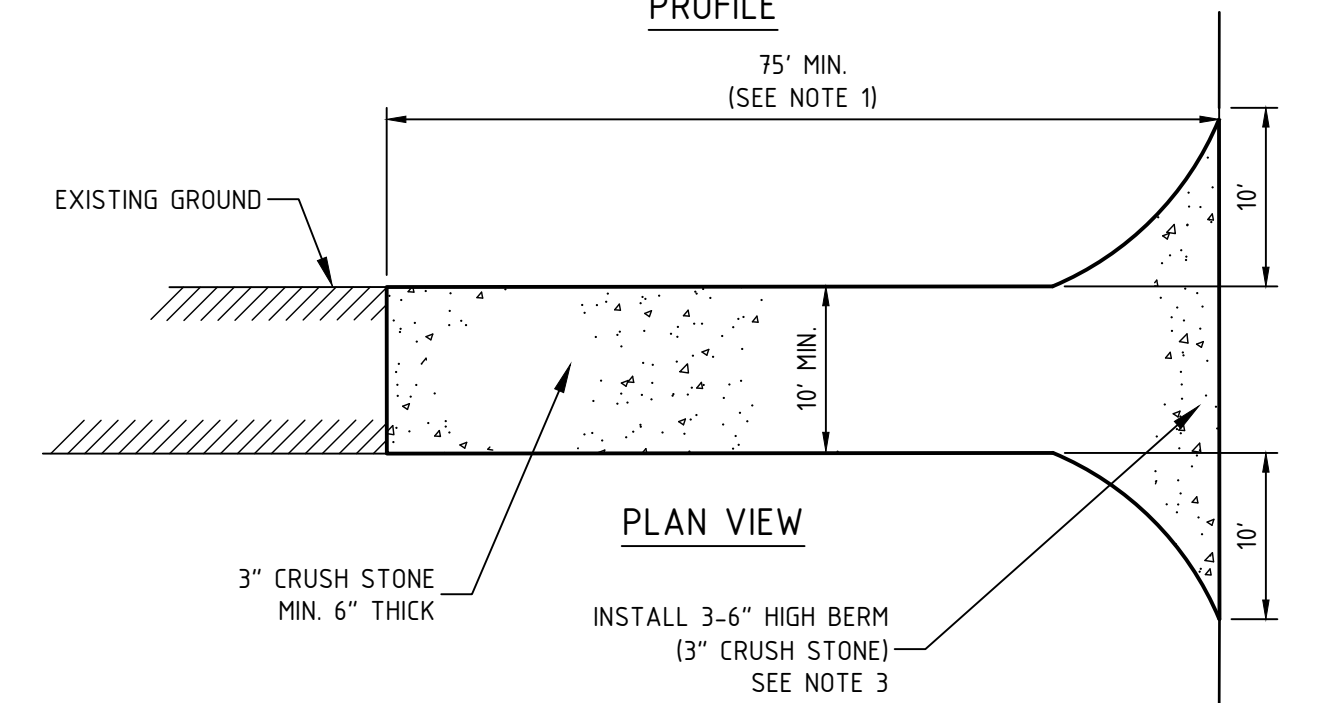 PROFILE
75' MIN.
(SEE NOTE 1)
EXISTING GROUND
10'
10' MIN.
PLAN VIEW
10'
3" CRUSH STONE
MIN. 6" THICK
INSTALL 3-6" HIGH BERM
(3" CRUSH STONE)
SEE NOTE 3